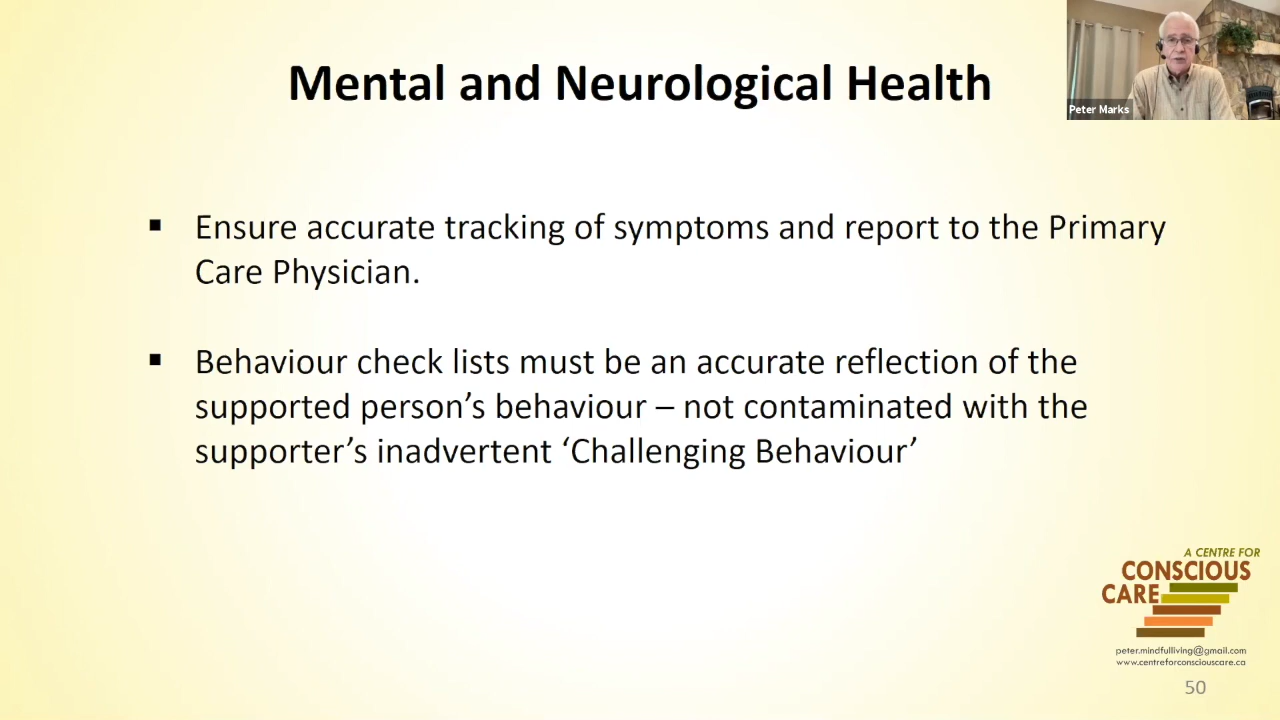 Mental and Neurological Health
Peter Marks
▪ Ensure accurate tracking of symptoms and report to the Primary
Care Physician.
▪ Behaviour check lists must be an accurate reflection of the
supported person’s behaviour – not contaminated with the
supporter’s inadvertent ‘Challenging Behaviour’
A CENTRE FOR
CONSCIOUS
CARE
peter.mindfulliving@gmail.com
www.centreforconsciouscare.ca
50